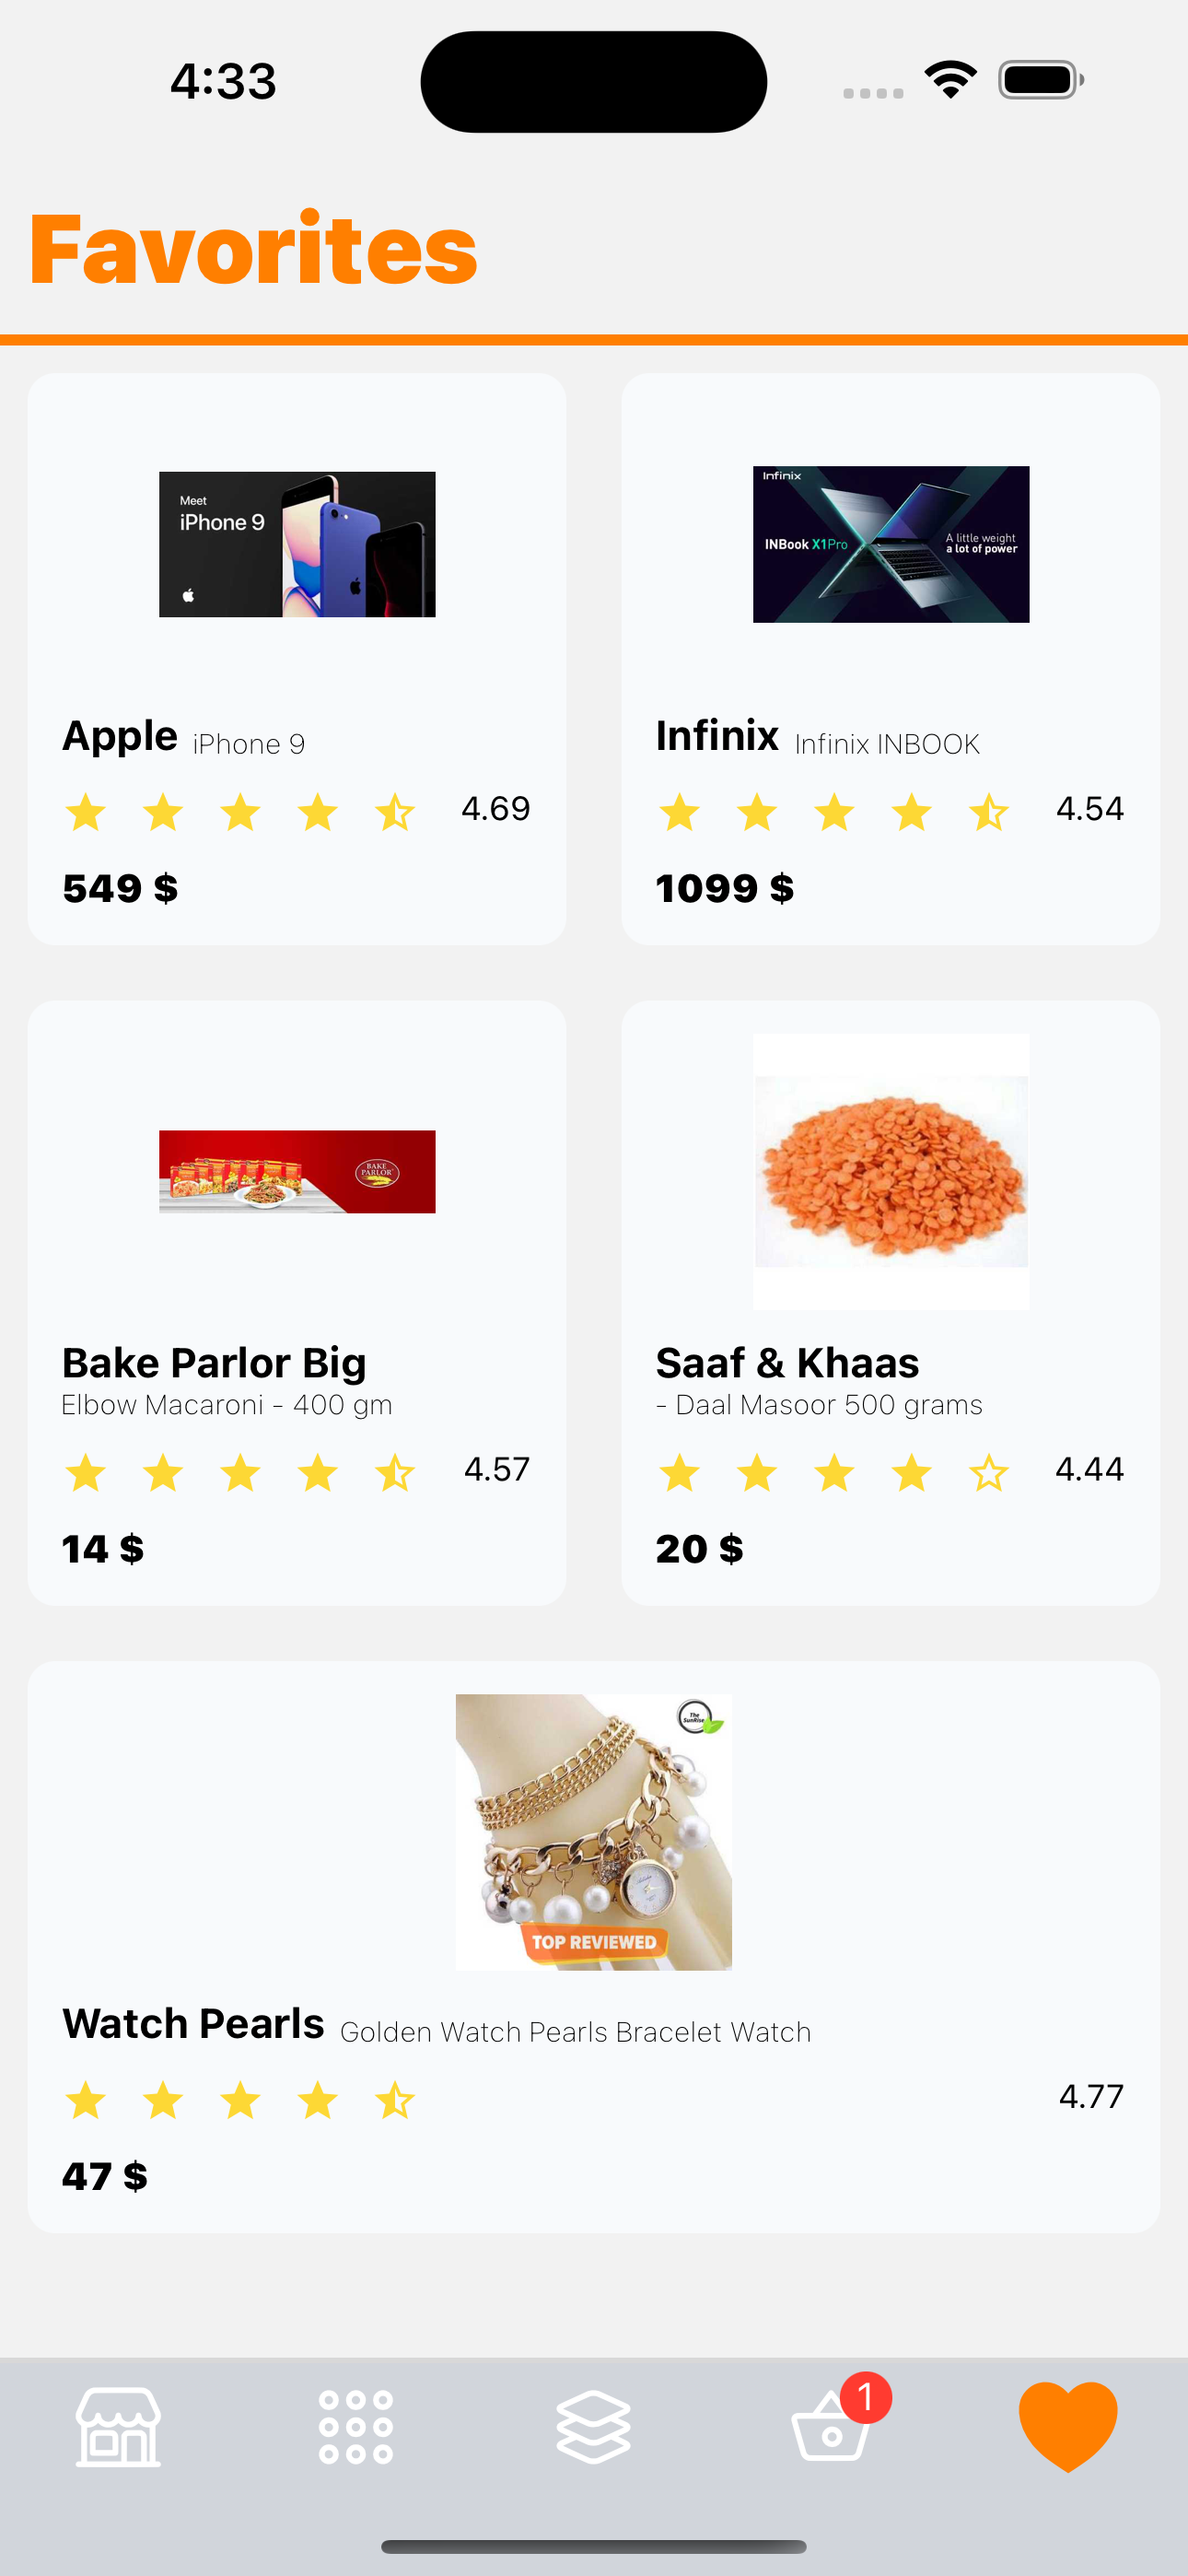 4:33
Favorites
Meet
iPhone 9
Apple iPhone 9
4.69
549 $
Infinix
INBook X1Pro
A little weight
a lot of power
Infinix Infinix INBOOK
4.54
1099 $
BAKE
PARLOR
Bake Parlor Big
Elbow Macaroni - 400 gm
4.57
14 $
Saaf & Khaas
- Daal Masoor 500 grams
4.44
20 $
The
SunRise
TOP REVIEWED
Watch Pearls Golden Watch Pearls Bracelet Watch
4.77
47 $
1